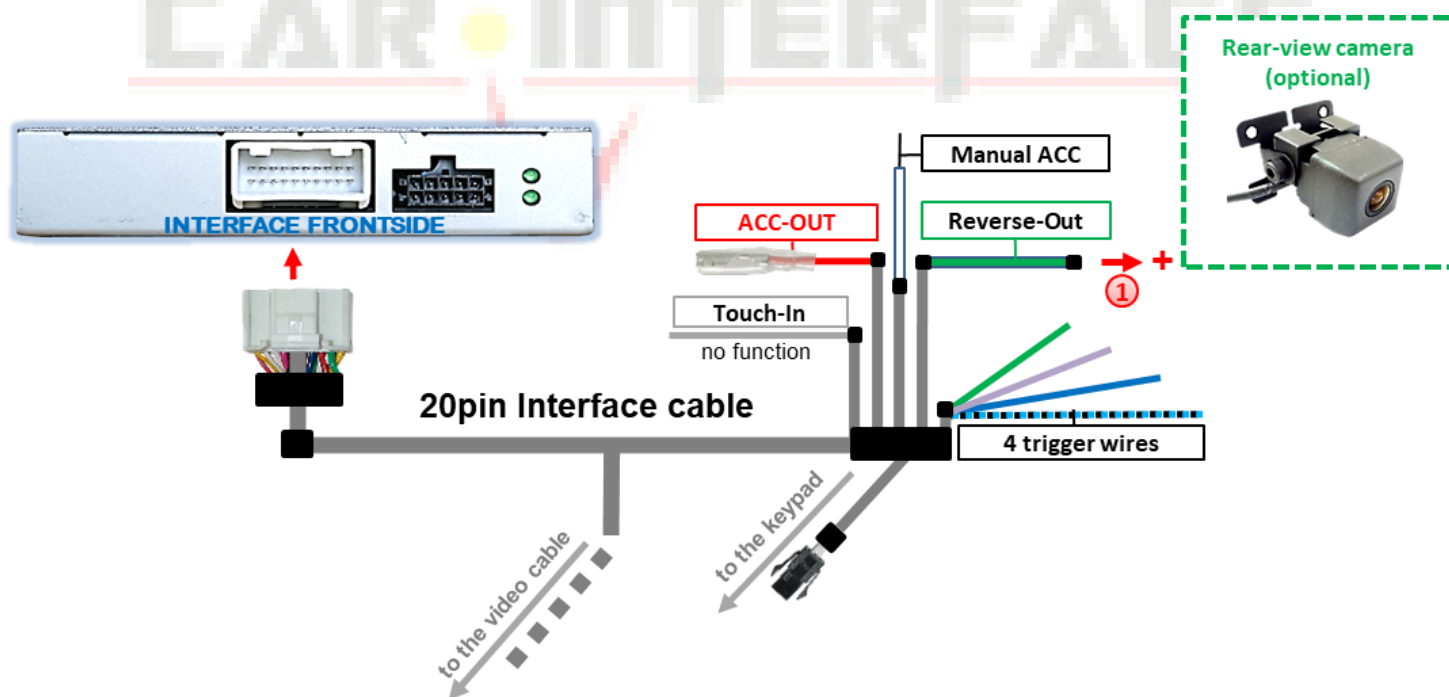 CAR INTERFACE
Rear-view camera
(optional)
Manual ACC
INTERFACE FRONTSIDE
ACC-OUT
Reverse-Out
+
1
Touch-In
no function
20pin Interface cable
4 trigger wires
to the keypad
to the video cable